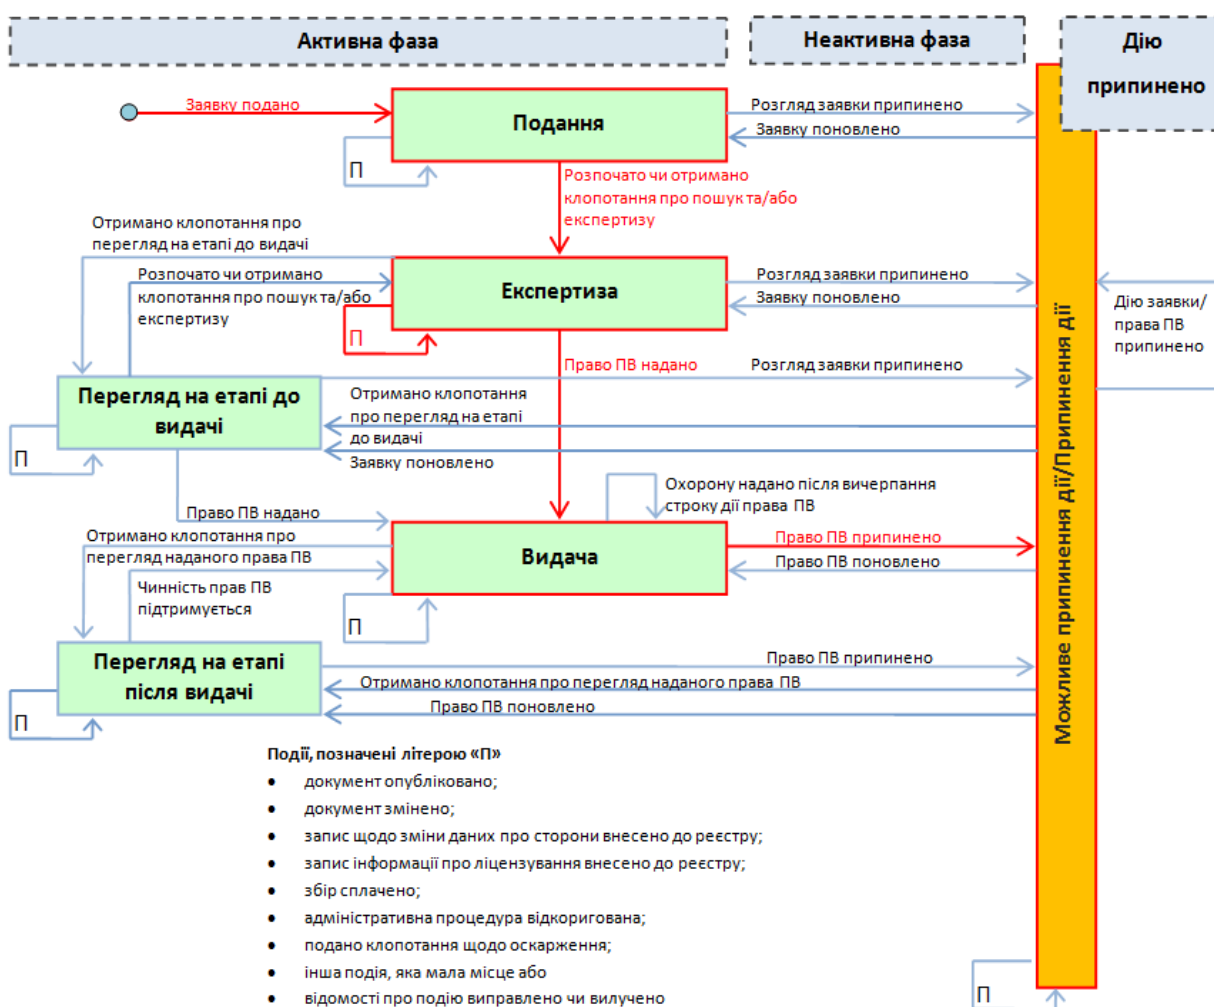 Активна фаза
Неактивна фаза
Дію
припинено
Заявку подано
Подання
Розгляд заявки припинено
Заявку поновлено
П
Розпочато чи отримано
клопотання про пошук та/або
експертизу
Отримано клопотання про
перегляд на етапі до видачі
Розпочато чи отримано
клопотання про пошук та/або
експертизу
Експертиза
Розгляд заявки припинено
Заявку поновлено
П
Дію заявки/
права ПВ
припинено
Право ПВ надано
Розгляд заявки припинено
Перегляд на етапі до
видачі
Отримано клопотання
про перегляд на етапі
до видачі
Заявку поновлено
П
Право ПВ надано
Охорону надано після вичерпання
строку дії права ПВ
Отримано клопотання про
перегляд наданого права ПВ
Видача
Право ПВ припинено
Право ПВ поновлено
Чинність прав ПВ
підтримується
П
Перегляд на етапі
після видачі
Право ПВ припинено
Отримано клопотання про перегляд наданого права ПВ
Право ПВ поновлено
П
Можливе припинення дії/Припинення дії
Події, позначені літерою «П»
• документ опубліковано;
• документ змінено;
• запис щодо зміни даних про сторони внесено до реєстру;
• запис інформації про ліцензування внесено до реєстру;
• збір сплачено;
• адміністративна процедура відкоригована;
• подано клопотання щодо оскарження;
• інша подія, яка мала місце або
• відомості про подію виправлено чи вилучено
П